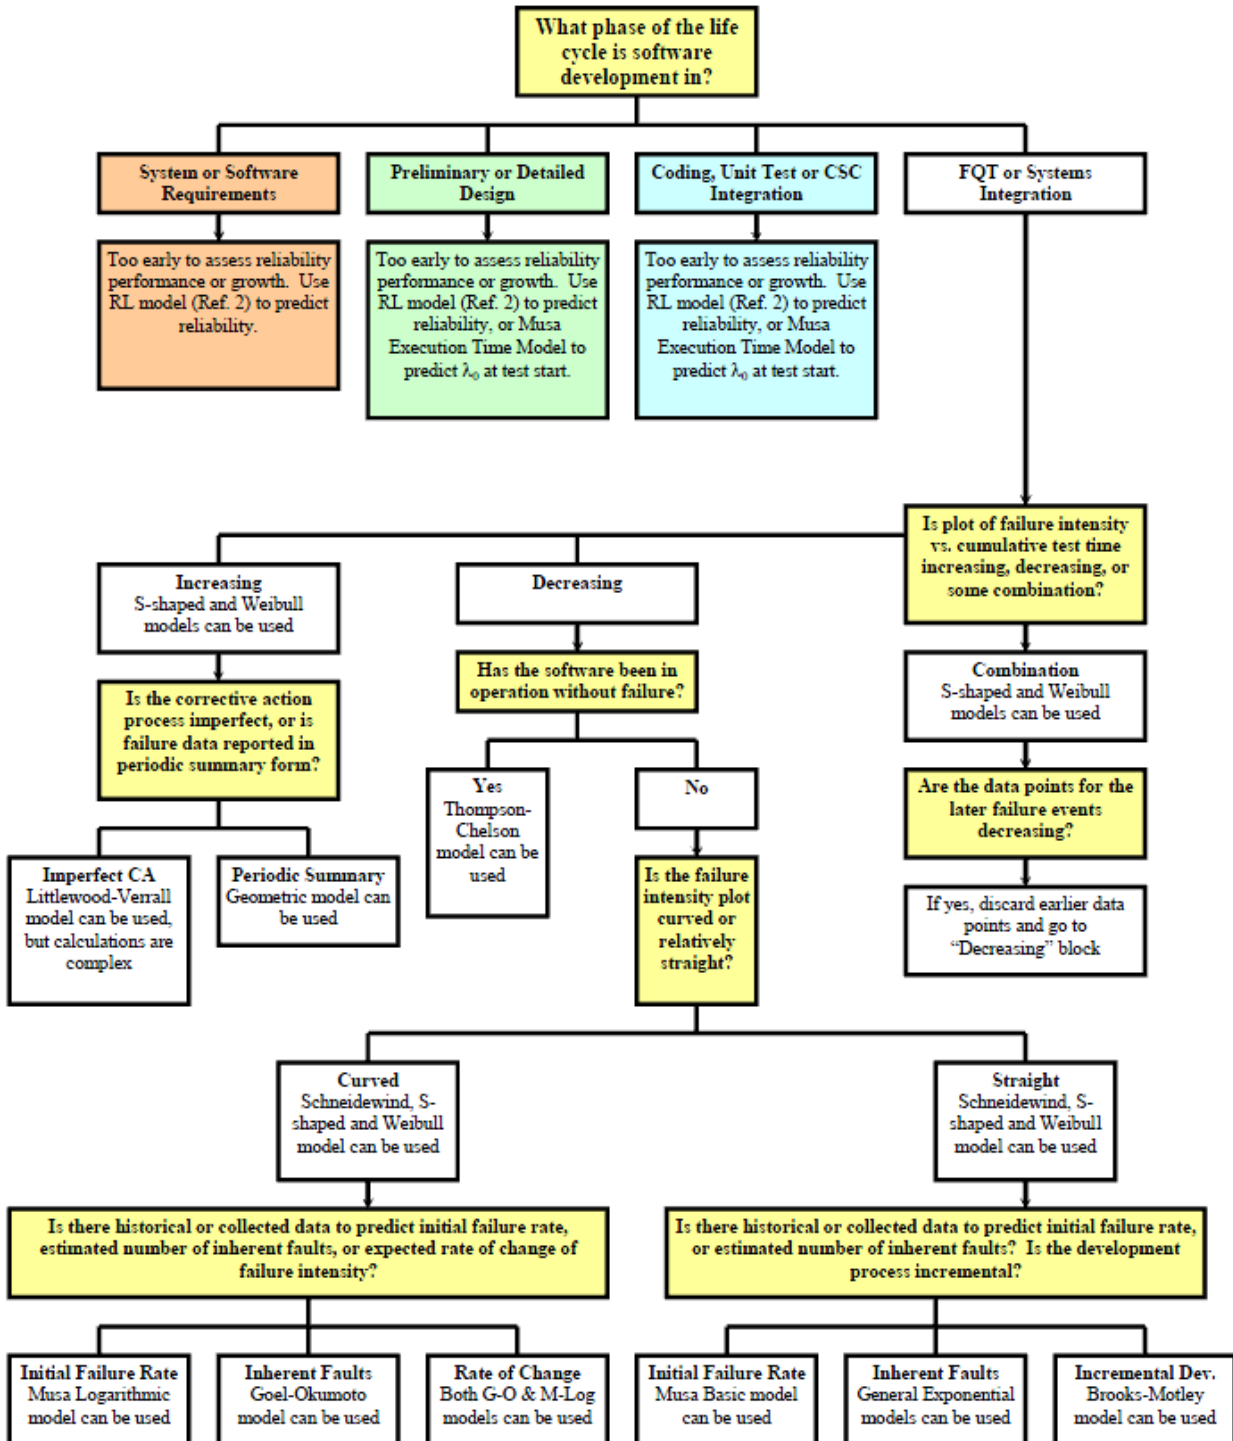 What phase of the life
cycle is software
development in?
System or Software
Requirements
Preliminary or Detailed
Design
Coding, Unit Test or CSC
Integration
FQT or Systems
Integration
Too early to assess reliability
performance or growth. Use
RL model (Ref. 2) to predict
reliability.
Too early to assess reliability
performance or growth. Use
RL model (Ref. 2) to predict
reliability, or Musa
Execution Time Model to
predict λ₀ at test start.
Too early to assess reliability
performance or growth. Use
RL model (Ref. 2) to predict
reliability, or Musa
Execution Time Model to
predict λ₀ at test start.
Is plot of failure intensity
vs. cumulative test time
increasing, decreasing, or
some combination?
Increasing
S-shaped and Weibull
models can be used
Decreasing
Combination
S-shaped and Weibull
models can be used
Is the corrective action
process imperfect, or is
failure data reported in
periodic summary form?
Has the software been in
operation without failure?
Are the data points for the
later failure events
decreasing?
Yes
Thompson-
Chelson
model can be
used
No
Imperfect CA
Littlewood-Verrall
model can be used,
but calculations are
complex
Periodic Summary
Geometric model can
be used
Is the failure
intensity plot
curved or
relatively
straight?
If yes, discard earlier data
points and go to
“Decreasing” block
Curved
Schneidewind, S-
shaped and Weibull
model can be used
Straight
Schneidewind, S-
shaped and Weibull
model can be used
Is there historical or collected data to predict initial failure rate,
estimated number of inherent faults, or expected rate of change of
failure intensity?
Is there historical or collected data to predict initial failure rate,
or estimated number of inherent faults? Is the development
process incremental?
Initial Failure Rate
Musa Logarithmic
model can be used
Inherent Faults
Goel-Okumoto
model can be used
Rate of Change
Both G-O & M-Log
models can be used
Initial Failure Rate
Musa Basic model
can be used
Inherent Faults
General Exponential
models can be used
Incremental Dev.
Brooks-Motley
model can be used